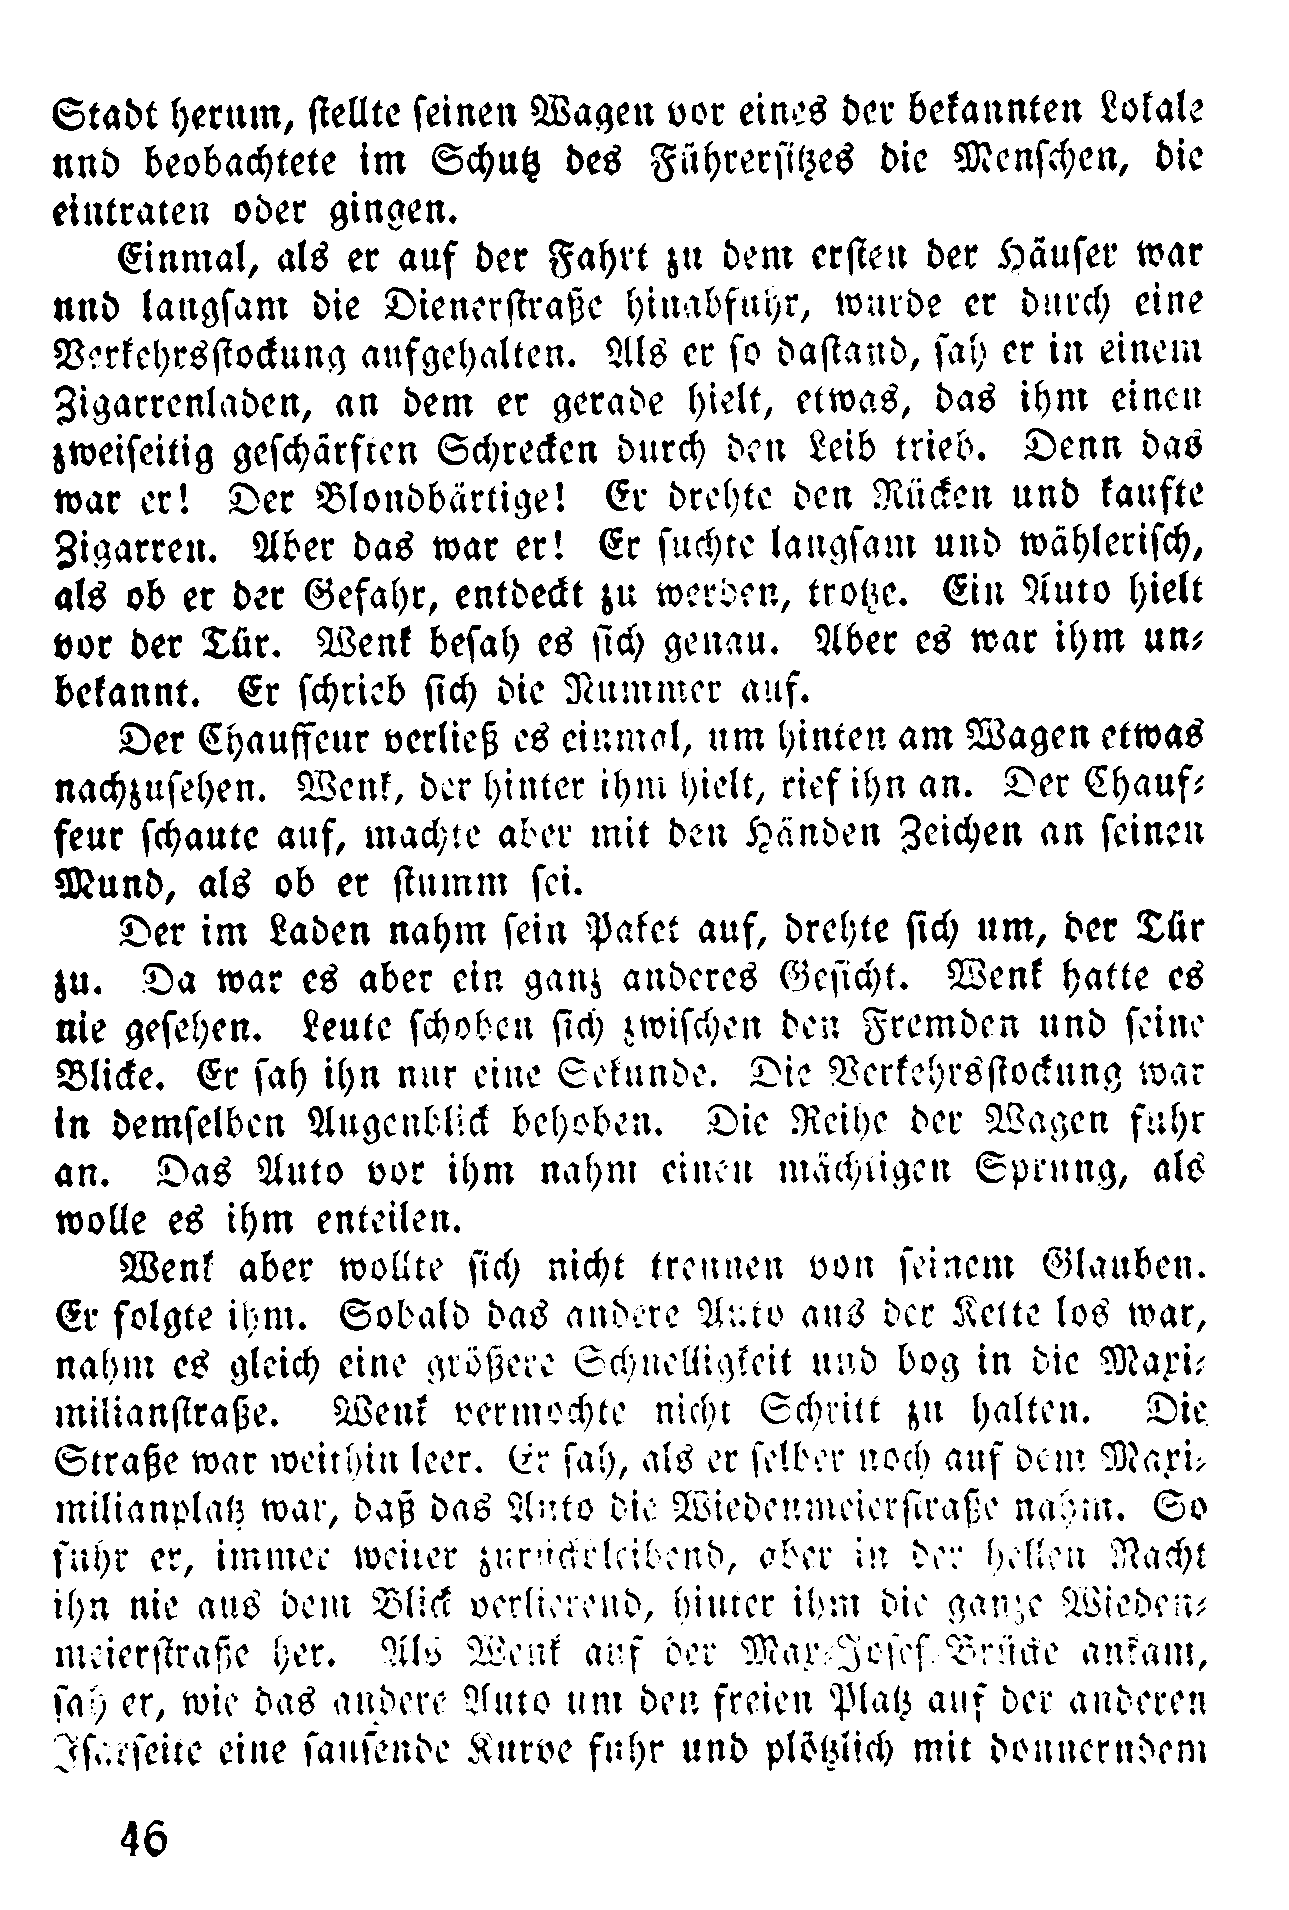 Stadt herum, stellte seinen Wagen vor eines der bekannten Lokale
und beobachtete im Schutz des Führersitzes die Menschen, die
eintraten oder gingen.
Einmal, als er auf der Fahrt zu dem ersten der Häuser war
und langsam die Dienerstraße hinabfuhr, wurde er durch eine
Verkehrsstockung aufgehalten. Als er so dastand, sah er in einem
Zigarrenladen, an dem er gerade hielt, etwas, das ihm einen
zweiseitig geschärften Schrecken durch den Leib trieb. Denn das
war er! Der Blondbärtige! Er drehte den Rücken und kaufte
Zigarren. Aber das war er! Er suchte langsam und wählerisch,
als ob er der Gefahr, entdeckt zu werden, trotze. Ein Auto hielt
vor der Tür. Wenk besah es sich genau. Aber es war ihm un-
bekannt. Er schrieb sich die Nummer auf.
Der Chauffeur verließ es einmal, um hinten am Wagen etwas
nachzusehen. Wenk, der hinter ihm hielt, rief ihn an. Der Chauf-
feur schaute auf, machte aber mit den Händen Zeichen an seinen
Mund, als ob er stumm sei.
Der im Laden nahm sein Paket auf, drehte sich um, der Tür
zu. Da war es aber ein ganz anderes Gesicht. Wenk hatte es
nie gesehen. Leute schoben sich zwischen den Fremden und seine
Blicke. Er sah ihn nur eine Sekunde. Die Verkehrsstockung war
in demselben Augenblick behoben. Die Reihe der Wagen fuhr
an. Das Auto vor ihm nahm einen mächtigen Sprung, als
wolle es ihm enteilen.
Wenk aber wollte sich nicht trennen von seinem Glauben.
Er folgte ihm. Sobald das andere Auto aus der Kette los war,
nahm es gleich eine größere Schnelligkeit und bog in die Maxi-
milianstraße. Wenk vermochte nicht Schritt zu halten. Die
Straße war weithin leer. Er sah, als er selber noch auf dem Maxi-
milianplatz war, daß das Auto die Wiedenmeierstraße nahm. So
fuhr er, immer weiter zurückbleibend, aber in der hellen Nacht
ihn nie aus dem Blick verlierend, hinter ihm die ganze Wieden-
meierstraße her. Als Wenk auf der Max-Josef-Brücke ankam,
sah er, wie das andere Auto um den freien Platz auf der anderen
Isarseite eine sausende Kurve fuhr und plötzlich mit donnerndem
46